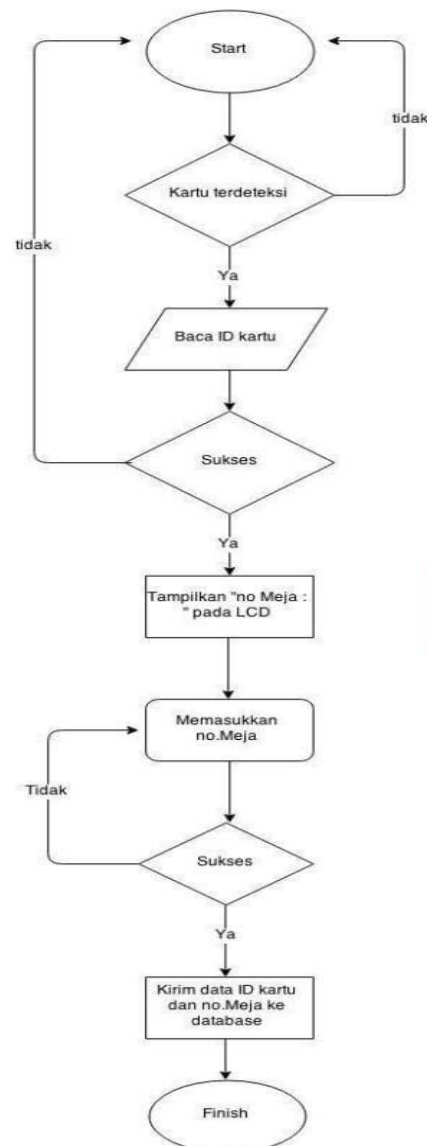 Start
tidak
Kartu terdeteksi
tidak
Ya
Baca ID kartu
Sukses
Ya
Tampilkan "no Meja :
" pada LCD
Memasukkan
no.Meja
Tidak
Sukses
Ya
Kirim data ID kartu
dan no.Meja ke
database
Finish